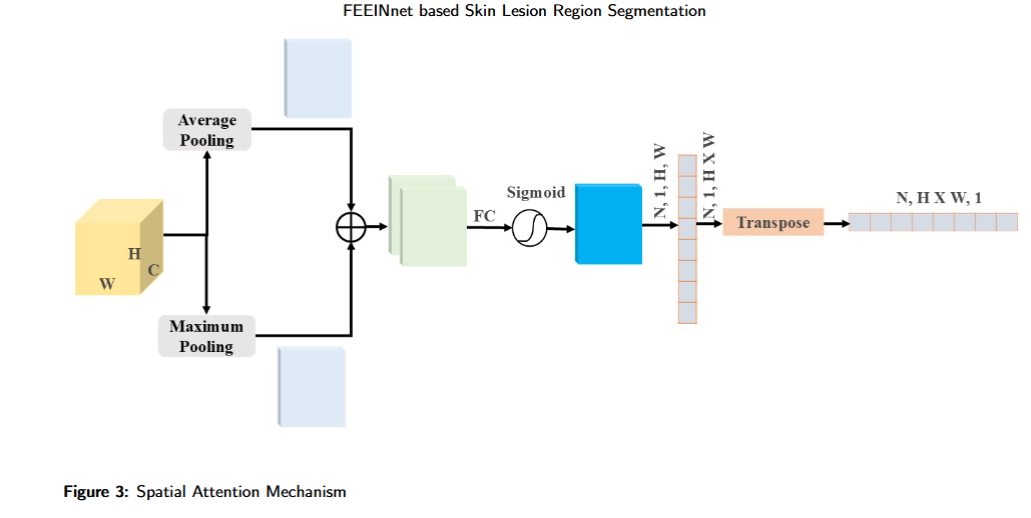 FEEINnet based Skin Lesion Region Segmentation
Average
Pooling
H
C
W
Maximum
Pooling
FC
Sigmoid
N, 1, H, W
N, 1, H X W
Transpose
N, H X W, 1
Figure 3: Spatial Attention Mechanism